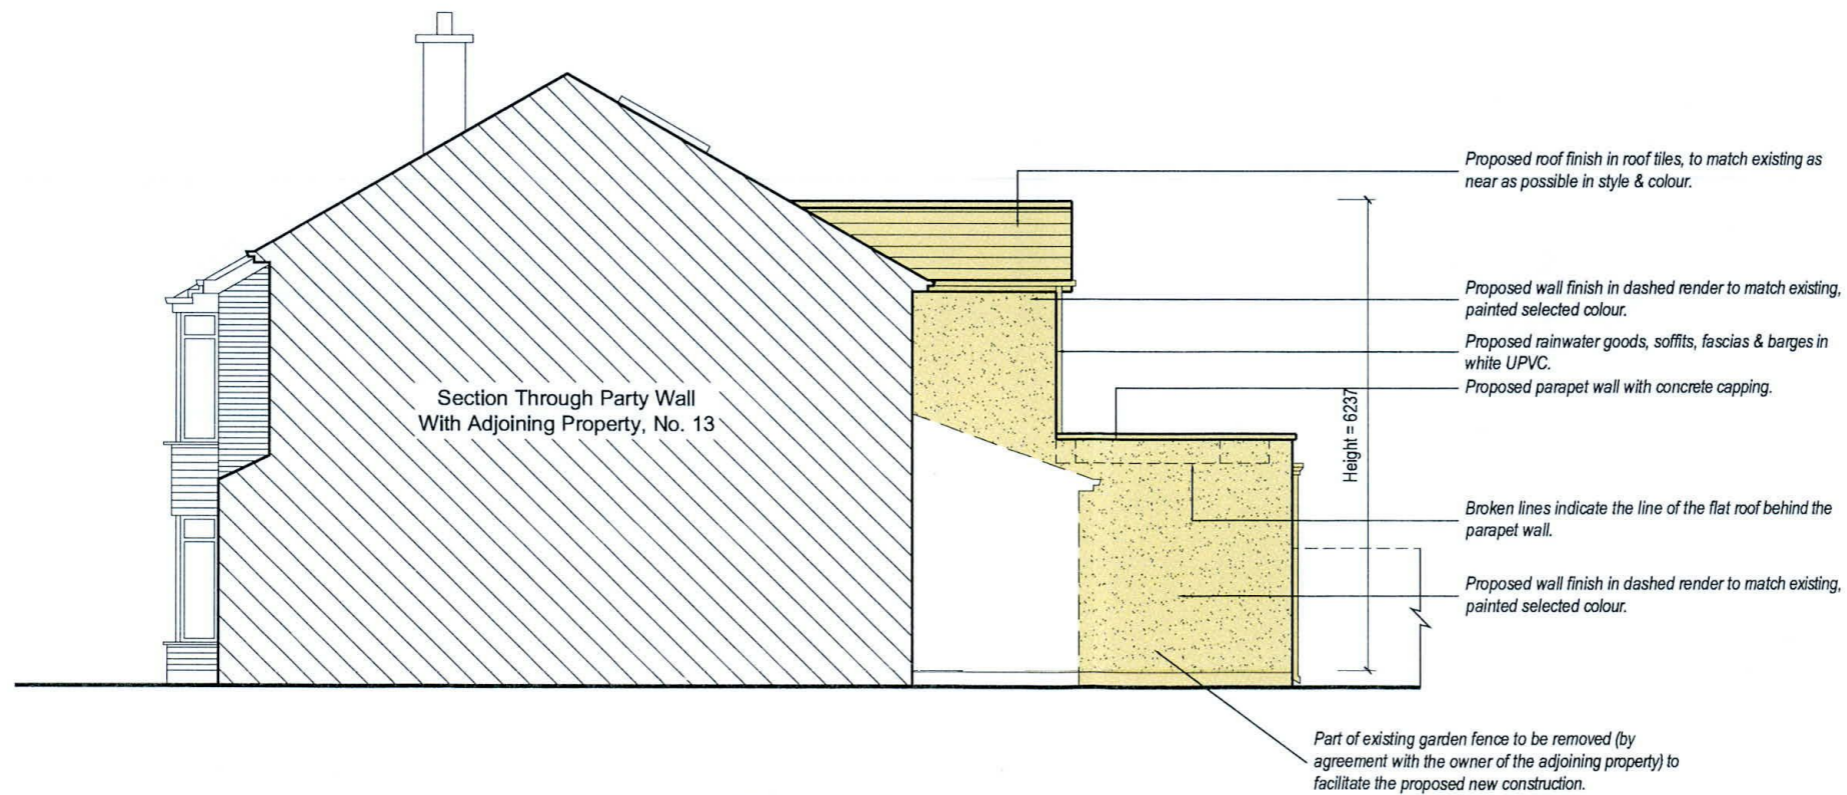 Section Through Party Wall
With Adjoining Property, No. 13
Proposed roof finish in roof tiles, to match existing as
near as possible in style & colour.
Proposed wall finish in dashed render to match existing,
painted selected colour.
Proposed rainwater goods, soffits, fascias & barges in
white UPVC.
Proposed parapet wall with concrete capping.
Height = 6237
Broken lines indicate the line of the flat roof behind the
parapet wall.
Proposed wall finish in dashed render to match existing,
painted selected colour.
Part of existing garden fence to be removed (by
agreement with the owner of the adjoining property) to
facilitate the proposed new construction.